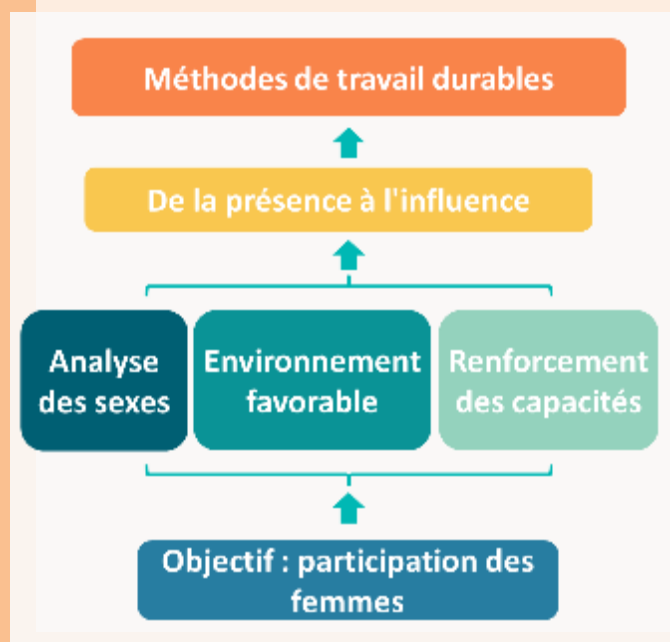 Méthodes de travail durables
De la présence à l'influence
Analyse
des sexes
Environnement
favorable
Renforcement
des capacités
Objectif : participation des
femmes